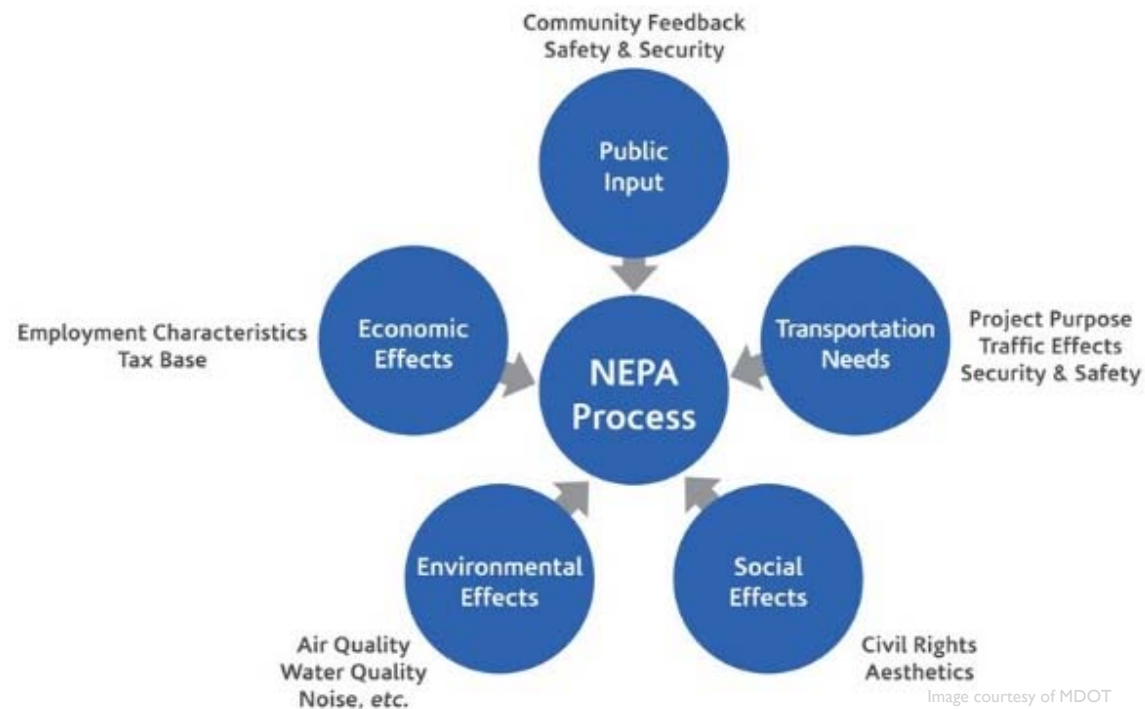 Community Feedback
Safety & Security
Public
Input
Employment Characteristics
Tax Base
Economic
Effects
NEPA
Process
Transportation
Needs
Project Purpose
Traffic Effects
Security & Safety
Environmental
Effects
Air Quality
Water Quality
Noise, etc.
Social
Effects
Civil Rights
Aesthetics
Image courtesy of MDOT